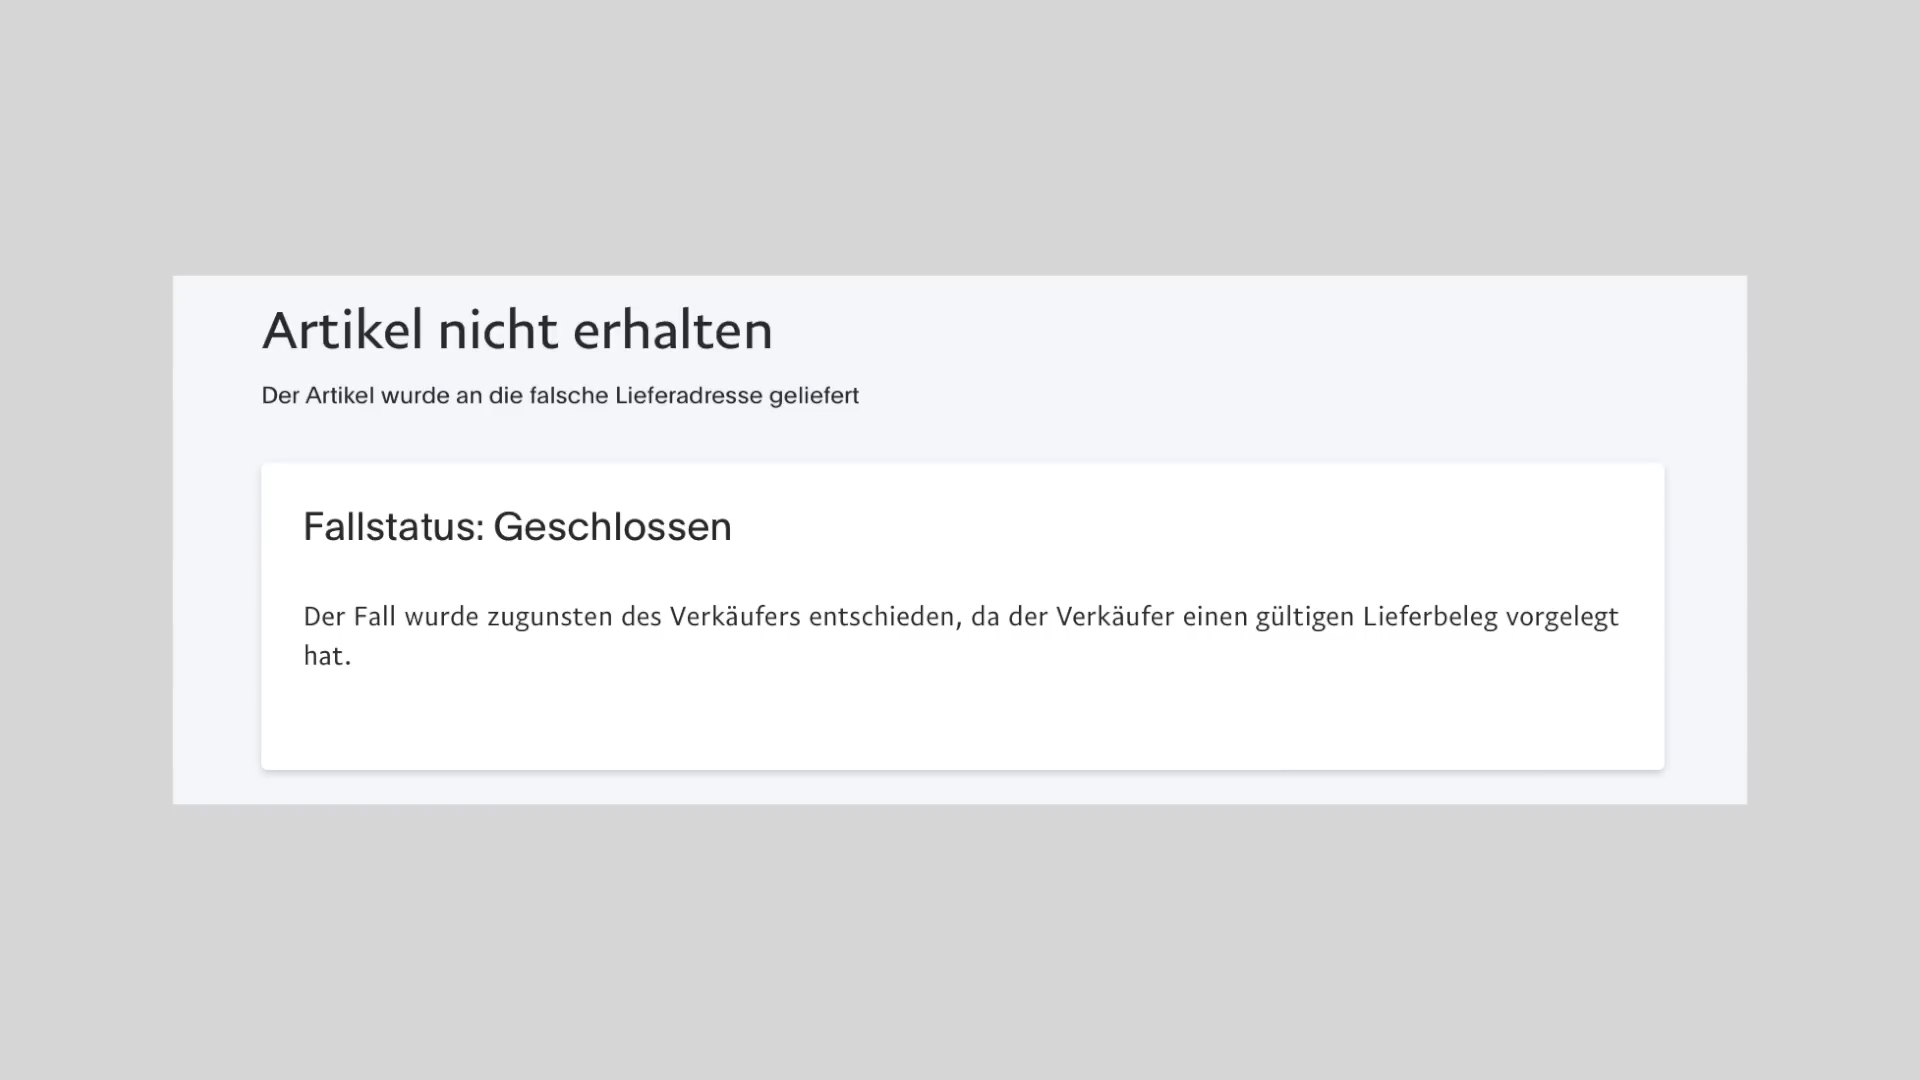 Artikel nicht erhalten
Der Artikel wurde an die falsche Lieferadresse geliefert
Fallstatus: Geschlossen
Der Fall wurde zugunsten des Verkäufers entschieden, da der Verkäufer einen gültigen Lieferbeleg vorgelegt
hat.